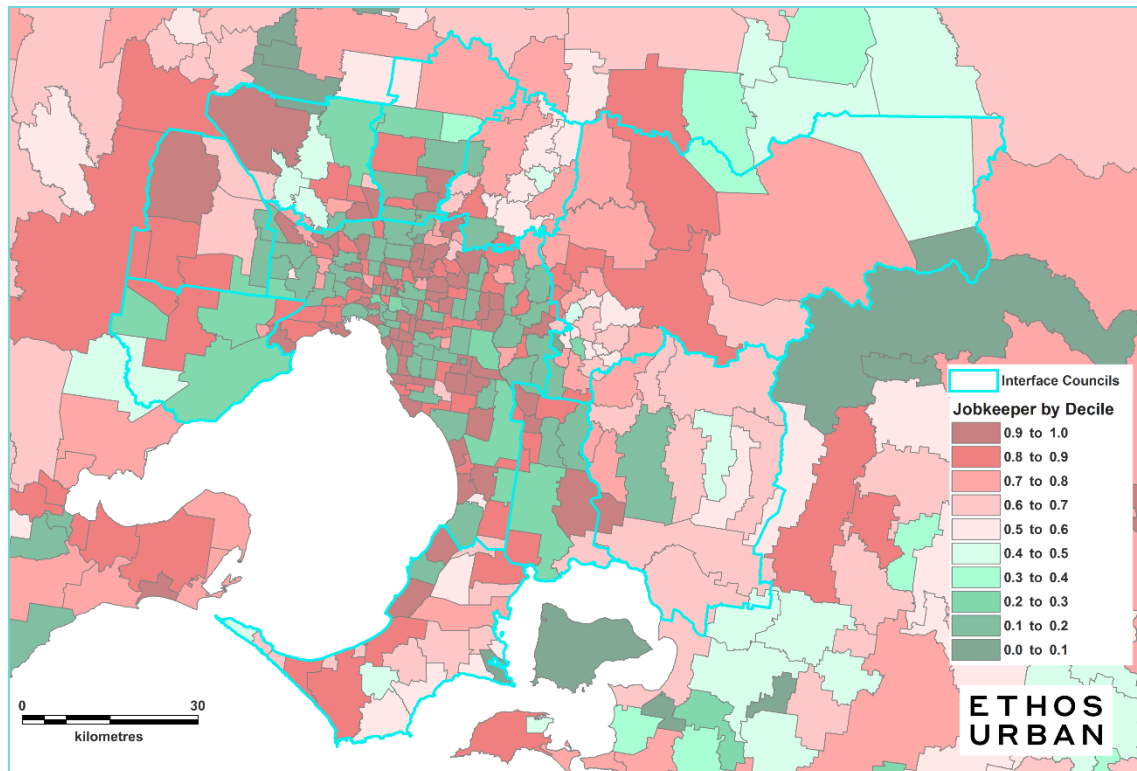 Interface Councils
Jobkeeper by Decile
0.9 to 1.0
0.8 to 0.9
0.7 to 0.8
0.6 to 0.7
0.5 to 0.6
0.4 to 0.5
0.3 to 0.4
0.2 to 0.3
0.1 to 0.2
0.0 to 0.1
0 30
kilometres
ETHOS
URBAN